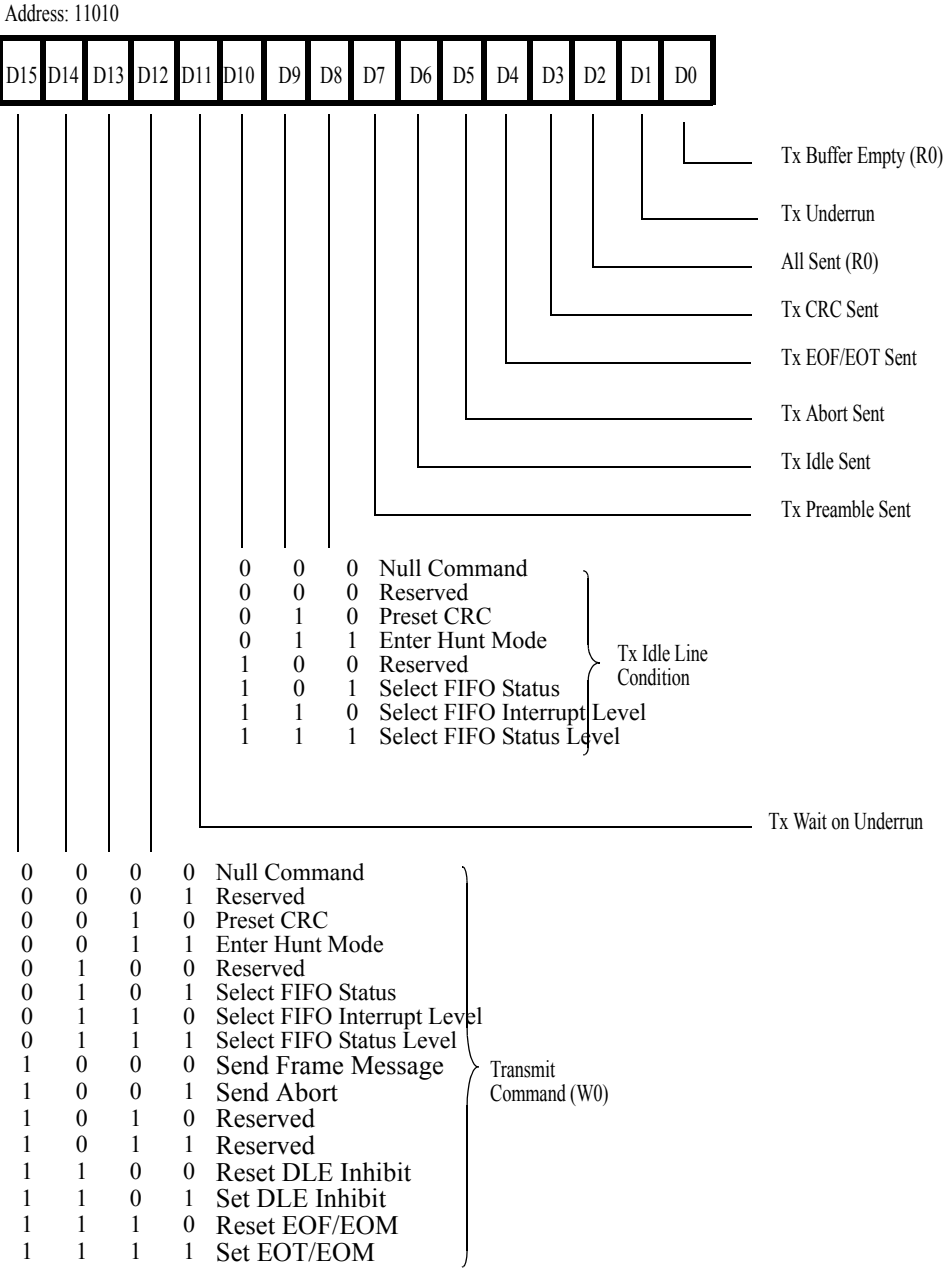 Address: 11010
D15 D14 D13 D12 D11 D10 D9 D8 D7 D6 D5 D4 D3 D2 D1 D0
Tx Buffer Empty (R0)
Tx Underrun
All Sent (R0)
Tx CRC Sent
Tx EOF/EOT Sent
Tx Abort Sent
Tx Idle Sent
Tx Preamble Sent
0 0 0 Null Command
0 0 0 Reserved
0 1 0 Preset CRC
0 1 1 Enter Hunt Mode
1 0 0 Reserved
1 0 1 Select FIFO Status
1 1 0 Select FIFO Interrupt Level
1 1 1 Select FIFO Status Level
Tx Idle Line
Condition
Tx Wait on Underrun
0 0 0 0 Null Command
0 0 0 1 Reserved
0 0 1 0 Preset CRC
0 0 1 1 Enter Hunt Mode
0 1 0 0 Reserved
0 1 0 1 Select FIFO Status
0 1 1 0 Select FIFO Interrupt Level
0 1 1 1 Select FIFO Status Level
1 0 0 0 Send Frame Message
1 0 0 1 Send Abort
1 0 1 0 Reserved
1 0 1 1 Reserved
1 1 0 0 Reset DLE Inhibit
1 1 0 1 Set DLE Inhibit
1 1 1 0 Reset EOF/EOM
1 1 1 1 Set EOT/EOM
Transmit
Command (W0)